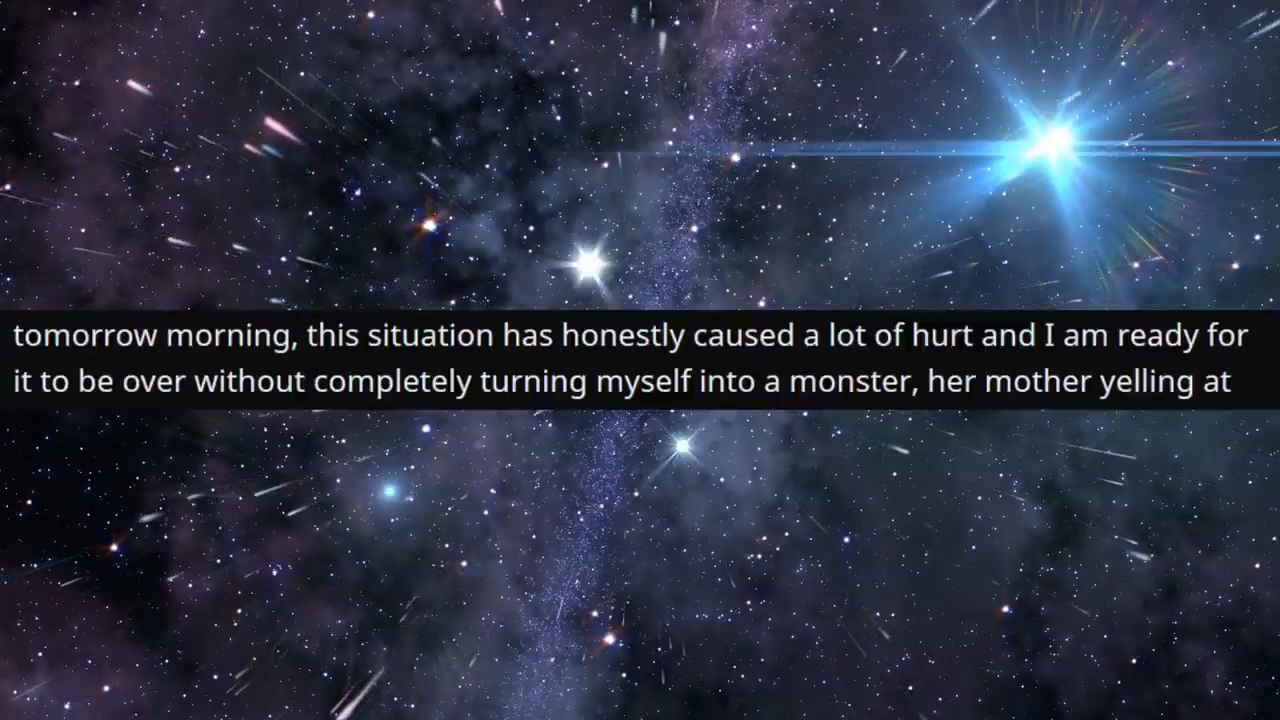 tomorrow morning, this situation has honestly caused a lot of hurt and I am ready for
it to be over without completely turning myself into a monster, her mother yelling at